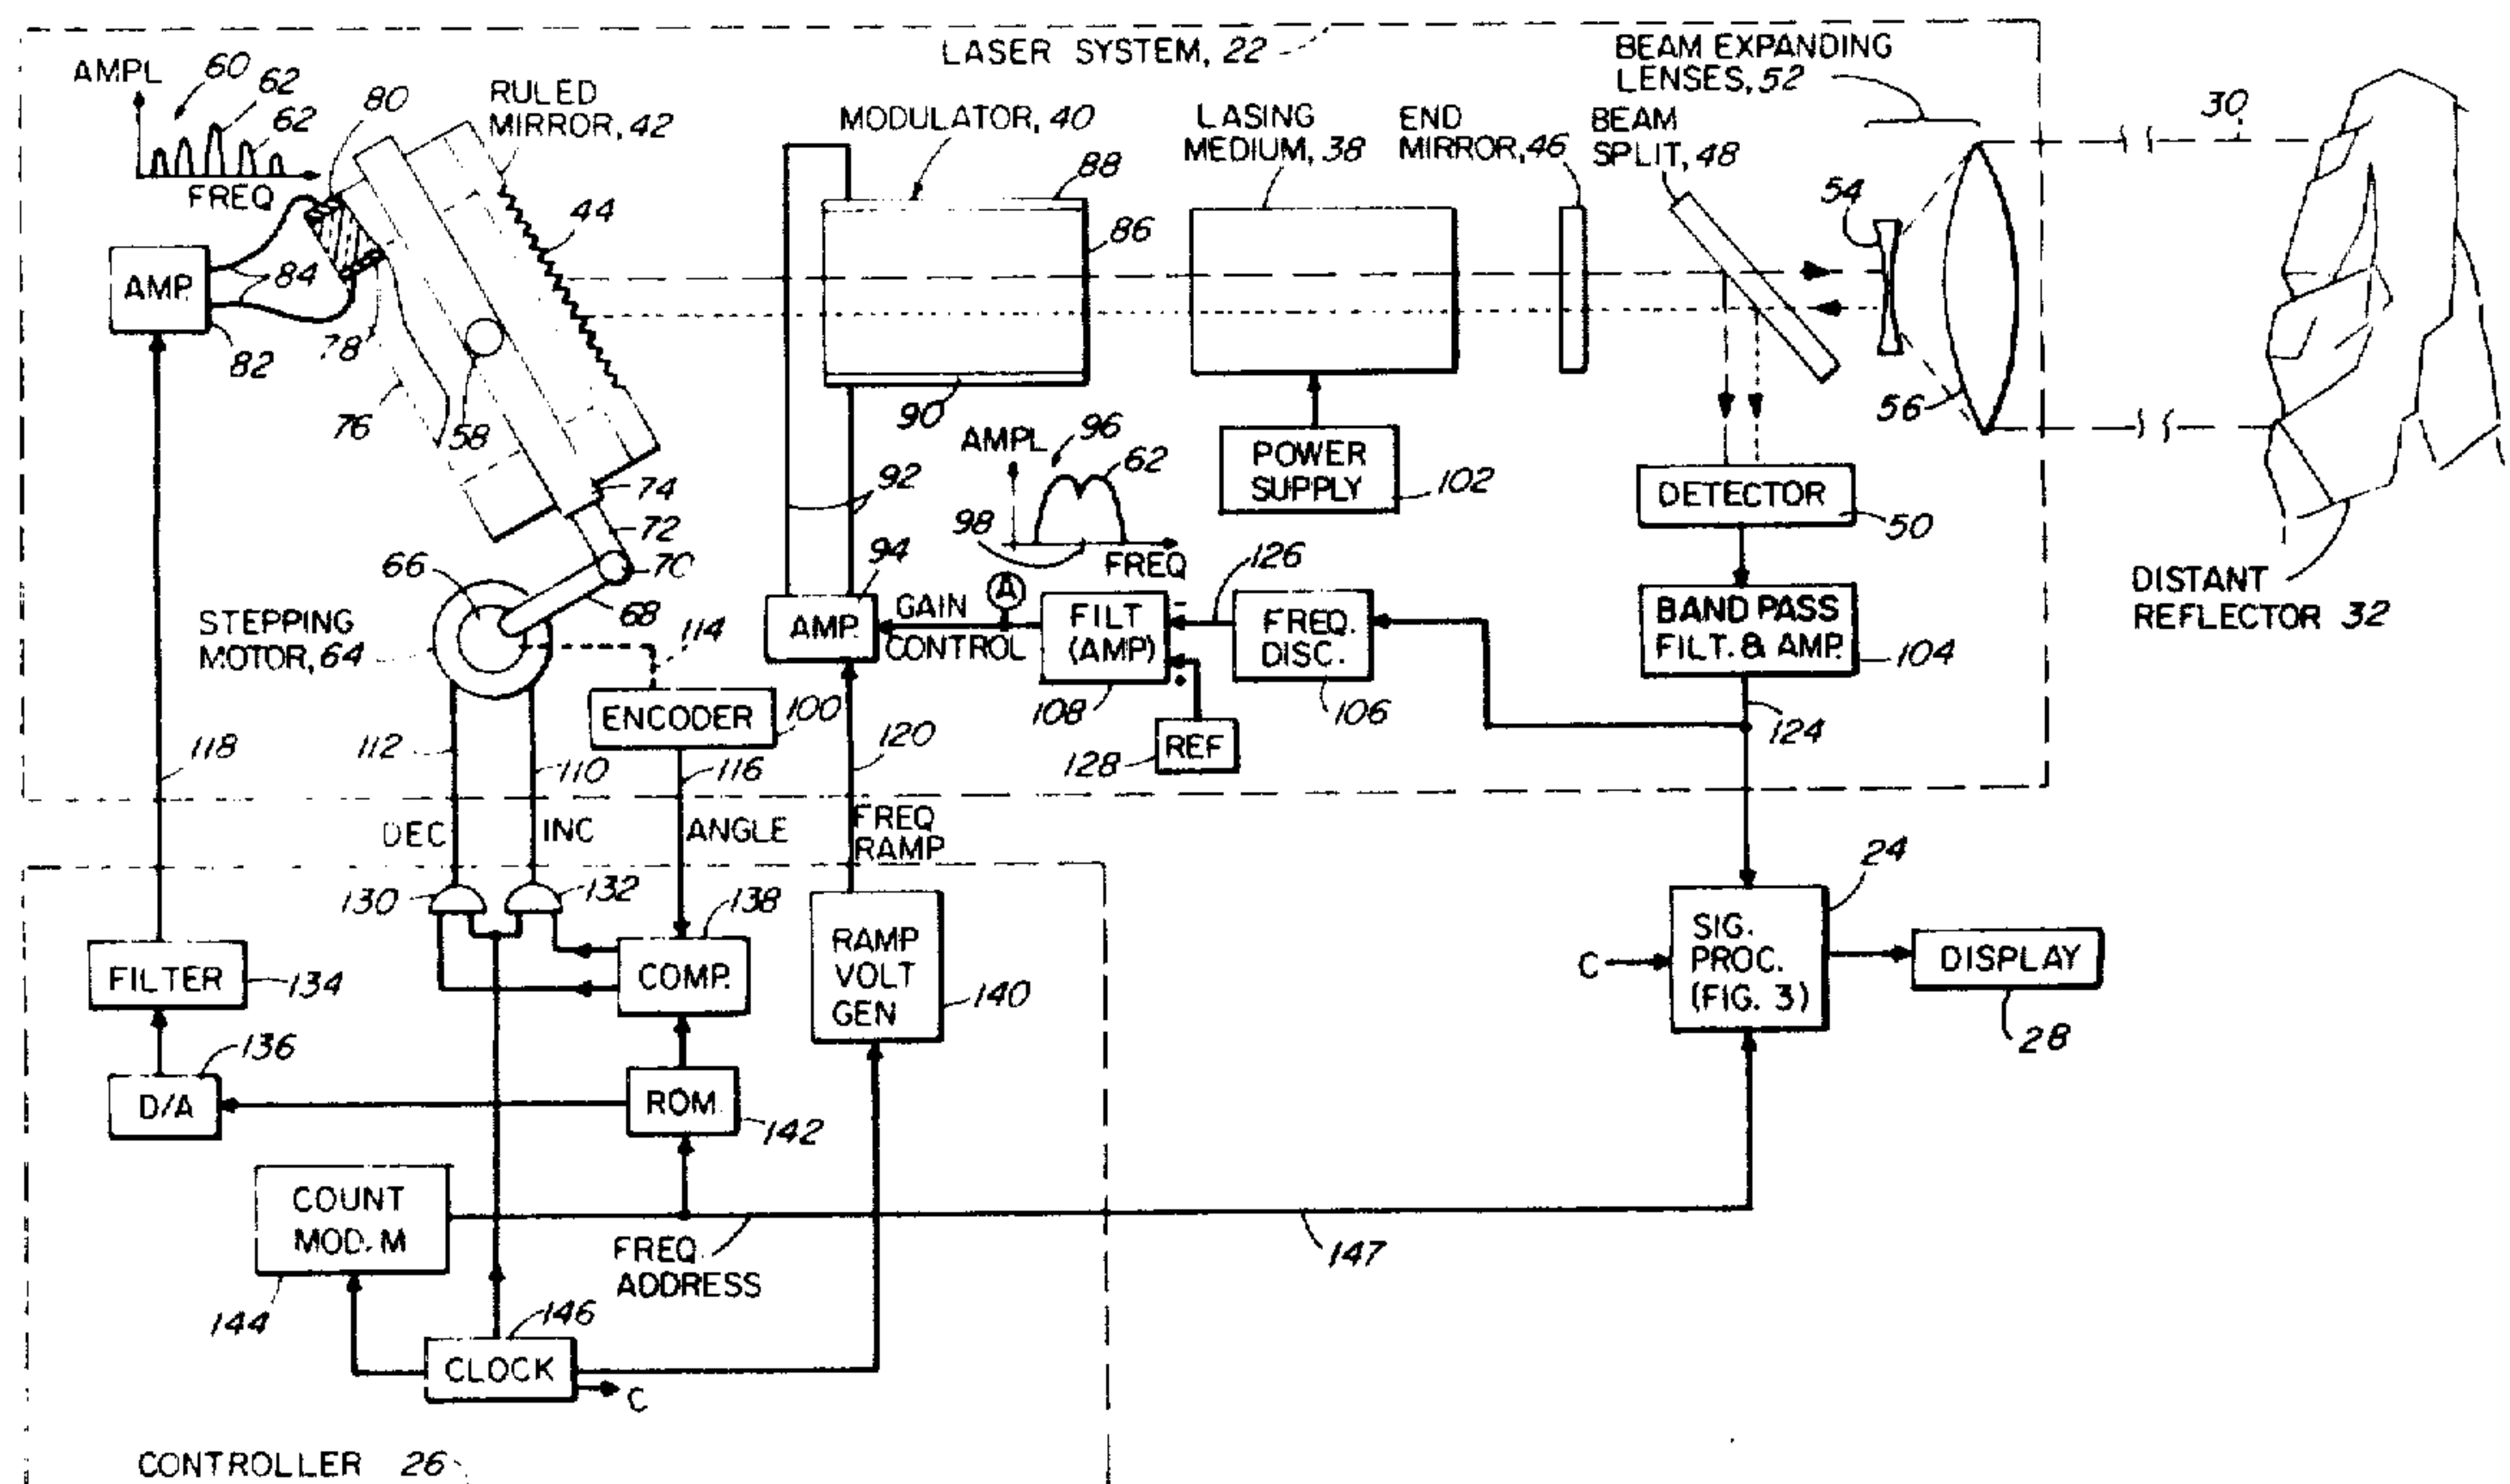 LASER SYSTEM, 22
BEAM EXPANDING
LENSES, 52
AMPL
60
62
62
80
FREQ
RULED
MIRROR, 42
44
MODULATOR, 40
88
86
LASING
MEDIUM, 38
END
MIRROR, 46
BEAM
SPLIT, 48
54
30
AMP.
84
82
78
76
58
90
56
AMPL
96
62
98
FREQ
POWER
SUPPLY
102
DETECTOR
50
74
72
70
68
66
92
94
STEPPING
MOTOR, 64
114
AMP.
GAIN
CONTROL
A
FILT
(AMP)
108
126
-
+
FREQ.
DISC.
106
BAND PASS
FILT. & AMP.
104
DISTANT
REFLECTOR 32
ENCODER
100
REF
128
124
118
112
110
116
120
DEC
INC
ANGLE
FREQ
RAMP
24
130
132
138
FILTER
134
COMP.
RAMP
VOLT
GEN
140
C
SIG.
PROC.
(FIG. 3)
DISPLAY
28
136
D/A
ROM
142
COUNT
MOD. M
144
FREQ.
ADDRESS
147
146
CLOCK
C
CONTROLLER 26